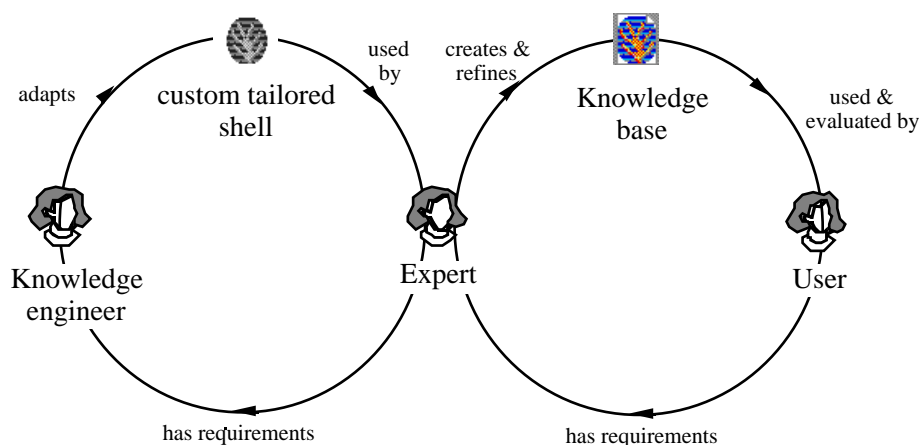 adapts
custom tailored
shell
used
by
creates &
refines
Knowledge
base
used &
evaluated by
Knowledge
engineer
Expert
User
has requirements
has requirements